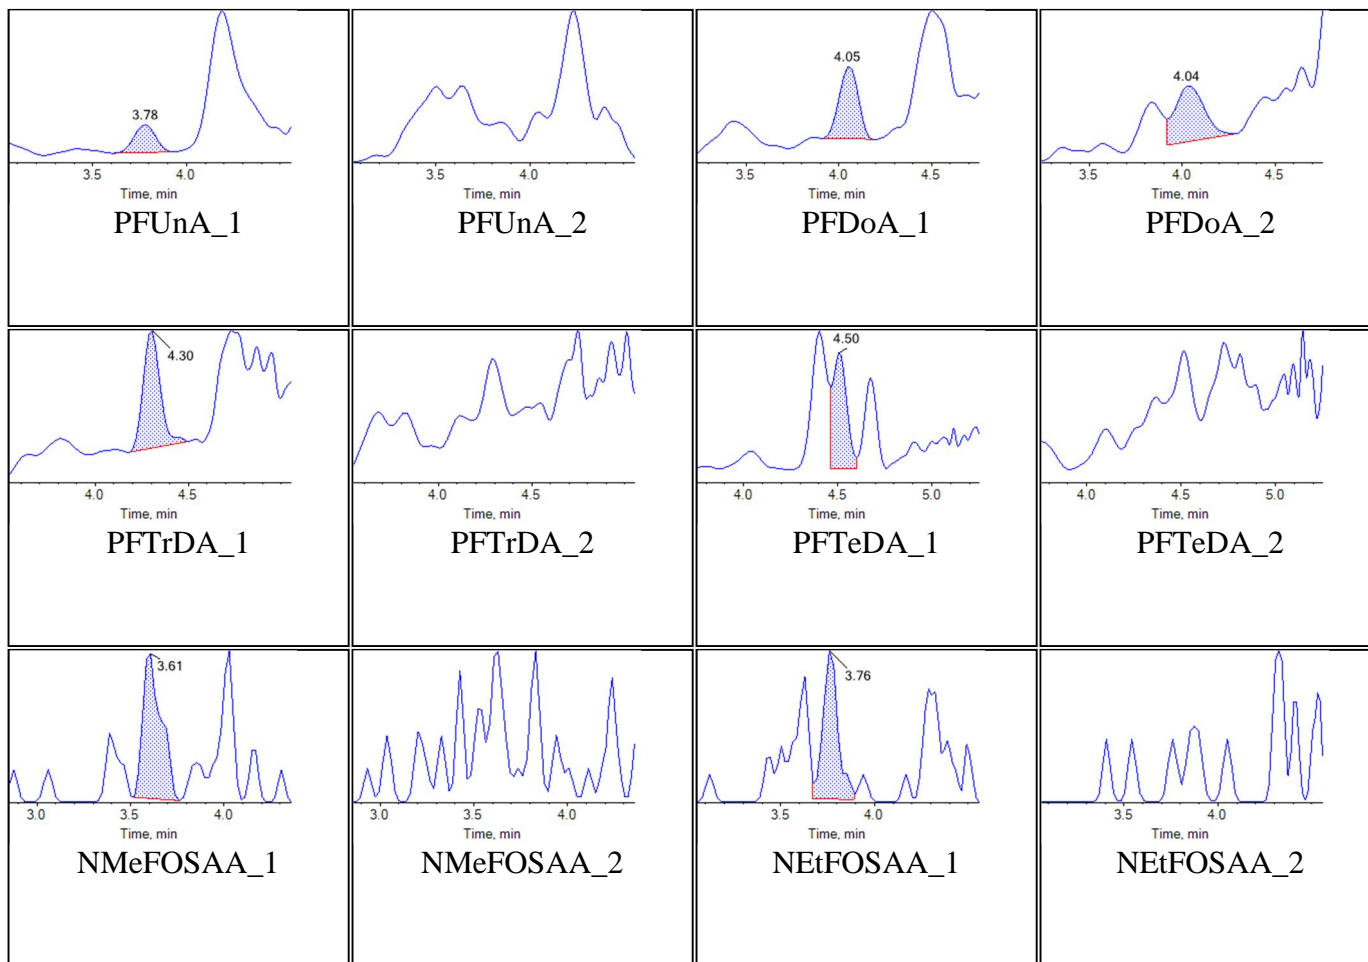 3.78
3.5 4.0
Time, min
PFUnA_1
3.5 4.0
Time, min
PFUnA_2
4.05
3.5 4.0 4.5
Time, min
PFDoA_1
4.04
3.5 4.0 4.5
Time, min
PFDoA_2
4.30
4.0 4.5
Time, min
PFTrDA_1
4.0 4.5
Time, min
PFTrDA_2
4.50
4.0 4.5 5.0
Time, min
PFTeDA_1
4.0 4.5 5.0
Time, min
PFTeDA_2
3.61
3.0 3.5 4.0
Time, min
NMeFOSAA_1
3.0 3.5 4.0
Time, min
NMeFOSAA_2
3.76
3.5 4.0
Time, min
NEtFOSAA_1
3.5 4.0
Time, min
NEtFOSAA_2